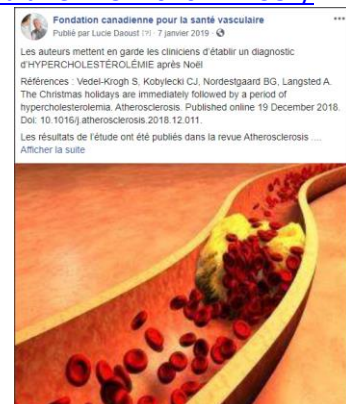 Fondation canadienne pour la santé vasculaire
Publié par Lucie Daoust [?] · 7 janvier 2019 ·
Les auteurs mettent en garde les cliniciens d'établir un diagnostic
d'HYPERCHOLESTÉROLÉMIE après Noël
Références : Vedel-Krogh S, Kobylecki CJ, Nordestgaard BG, Langsted A.
The Christmas holidays are immediately followed by a period of
hypercholesterolemia. Atherosclerosis. Published online 19 December 2018.
Doi: 10.1016/j.atherosclerosis.2018.12.011.
Les résultats de l'étude ont été publiés dans la revue Atherosclerosis ....
Afficher la suite